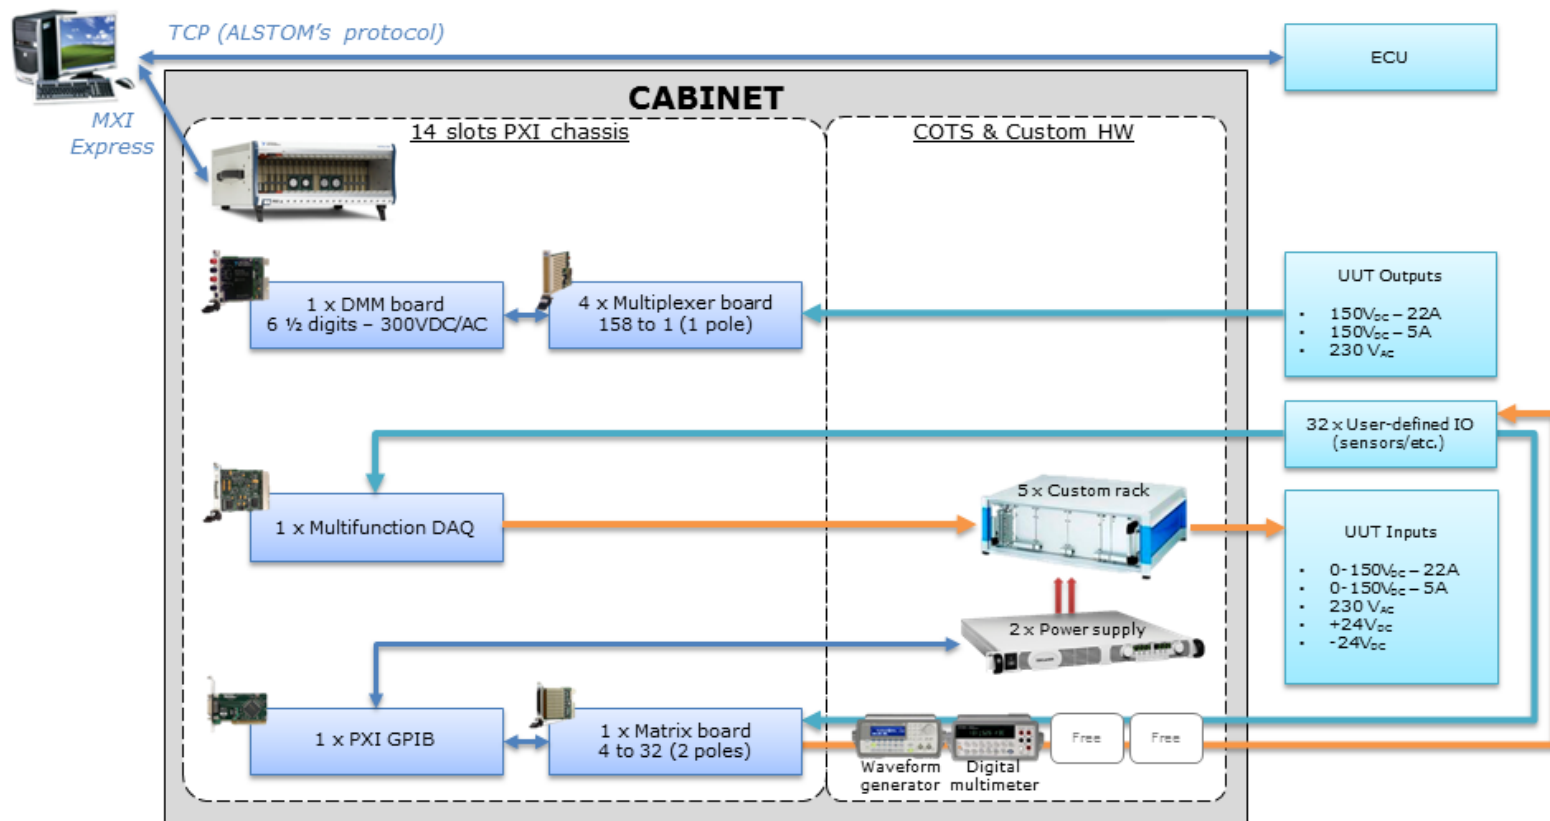 TCP (ALSTOM's protocol)
ECU
CABINET
MXI
Express
14 slots PXI chassis
COTS & Custom HW
1 x DMM board
6 ½ digits – 300VDC/AC
4 x Multiplexer board
158 to 1 (1 pole)
UUT Outputs
• 150VDC – 22A
• 150VDC – 5A
• 230 VAC
32 x User-defined IO
(sensors/etc.)
1 x Multifunction DAQ
5 x Custom rack
UUT Inputs
• 0-150VDC – 22A
• 0-150VDC – 5A
• 230 VAC
• +24VDC
• -24VDC
2 x Power supply
1 x PXI GPIB
1 x Matrix board
4 to 32 (2 poles)
Free
Free
Waveform
generator
Digital
multimeter